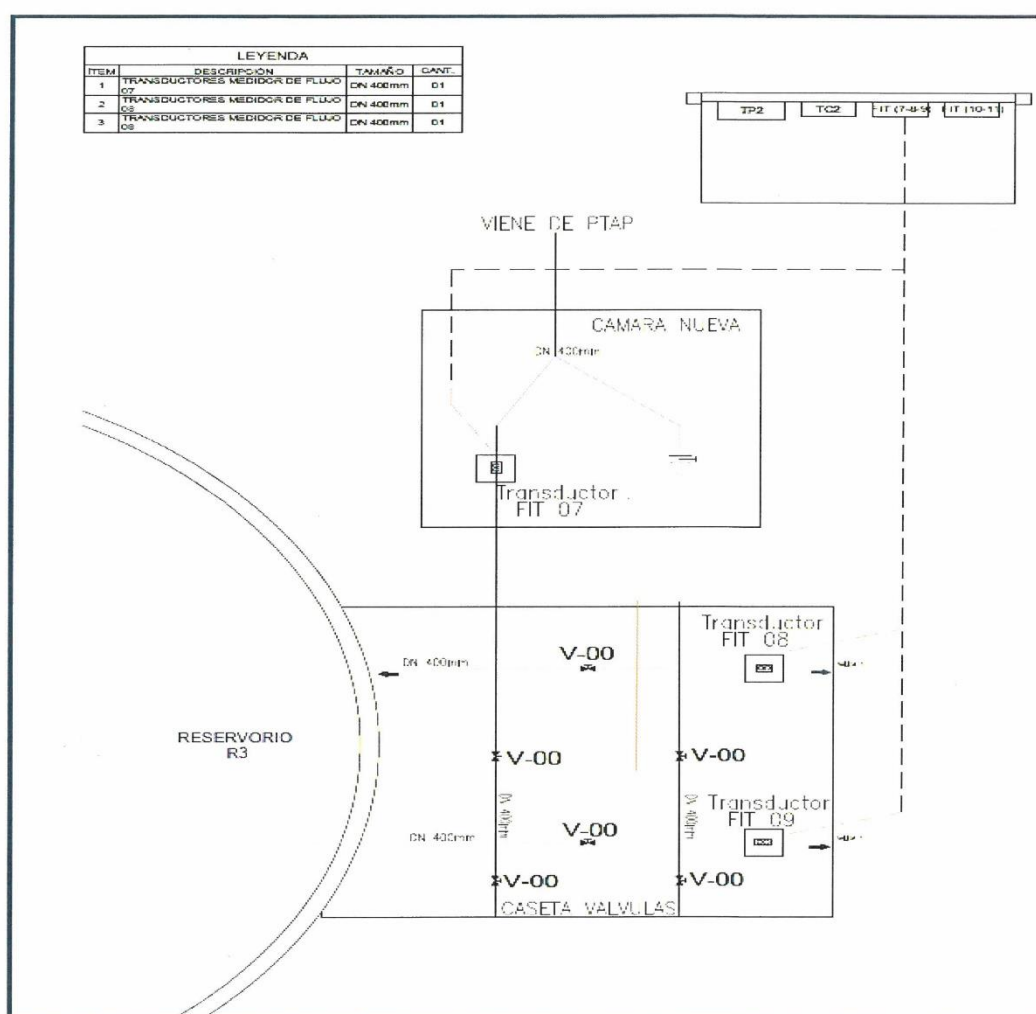 LEYENDA
ITEM DESCRIPCIÓN TAMAÑO CANT.
1 TRANSDUCTORES MEDIDOR DE FLUJO 07 DN 400mm 01
2 TRANSDUCTORES MEDIDOR DE FLUJO DN 400mm 01
3 TRANSDUCTORES MEDIDOR DE FLUJO DN 400mm 01
TP2 TC2 FIT (7-8-9) FIT (10-11)
VIENE DE PTAP
CAMARA NUEVA
DN 400mm
Transductor
FIT 07
Transductor
FIT 08
V-00
DN 400mm
RESERVORIO
R3
V-00 V-00
DN 400mm DN 400mm
Transductor
FIT 09
V-00
DN 400mm
V-00 V-00
CASETA VALVULAS